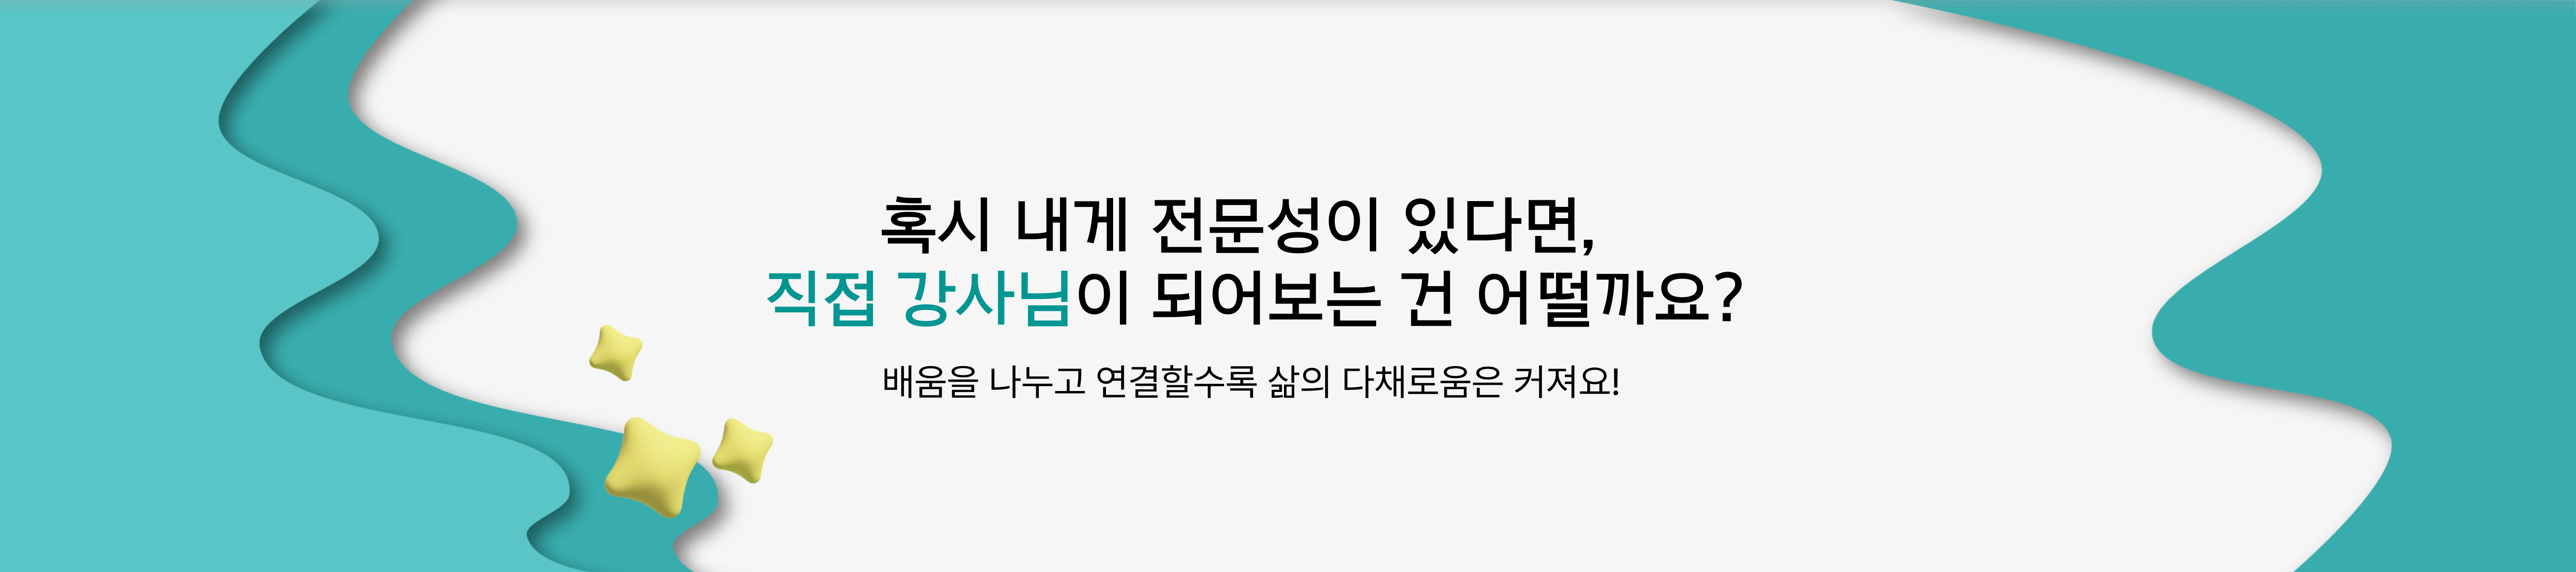 혹시 내게 전문성이 있다면,
직접 강사님이 되어보는 건 어떨까요?
배움을 나누고 연결할수록 삶의 다채로움은 커져요!